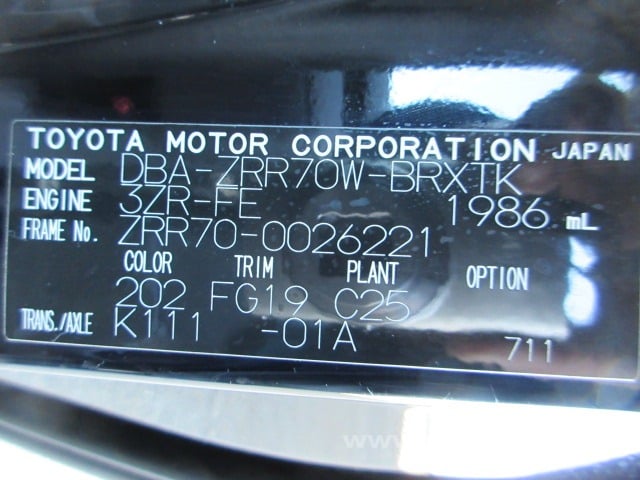 TOYOTA MOTOR CORPORATION JAPAN
MODEL DBA-ZRR70W-BRXTK
ENGINE 3ZR-FE 1986 mL
FRAME No. ZRR70-0026221
COLOR TRIM PLANT OPTION
202 FG19 C25
TRANS./AXLE K111 -01A 711
www.